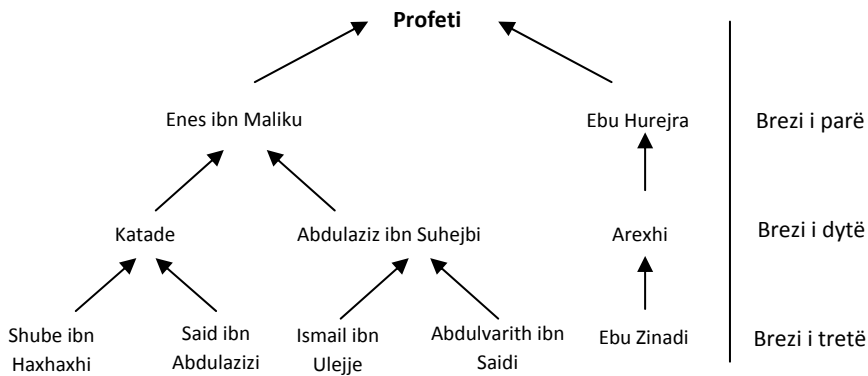 Profeti
Enes ibn Maliku
Ebu Hurejra
Brezi i parë
Katade
Abdulaziz ibn Suhejbi
Arexhi
Brezi i dytë
Shube ibn
Haxhaxhi
Said ibn
Abdulazizi
Ismail ibn
Ulejje
Abdulvarith ibn
Saidi
Ebu Zinadi
Brezi i tretë